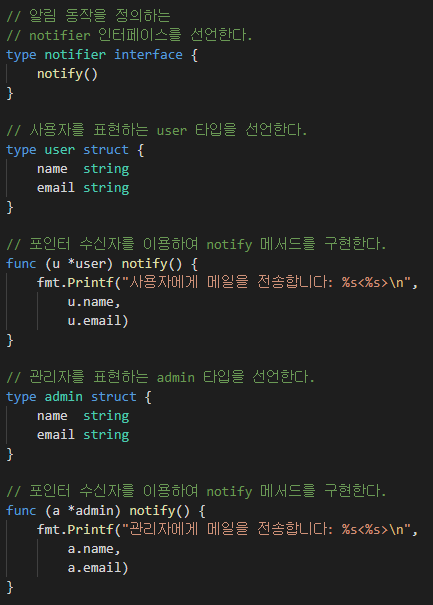 // 알림 동작을 정의하는
// notifier 인터페이스를 선언한다.
type notifier interface {
    notify()
}

// 사용자를 표현하는 user 타입을 선언한다.
type user struct {
    name  string
    email string
}

// 포인터 수신자를 이용하여 notify 메서드를 구현한다.
func (u *user) notify() {
    fmt.Printf("사용자에게 메일을 전송합니다: %s<%s>\n",
        u.name,
        u.email)
}

// 관리자를 표현하는 admin 타입을 선언한다.
type admin struct {
    name  string
    email string
}

// 포인터 수신자를 이용하여 notify 메서드를 구현한다.
func (a *admin) notify() {
    fmt.Printf("관리자에게 메일을 전송합니다: %s<%s>\n",
        a.name,
        a.email)
}